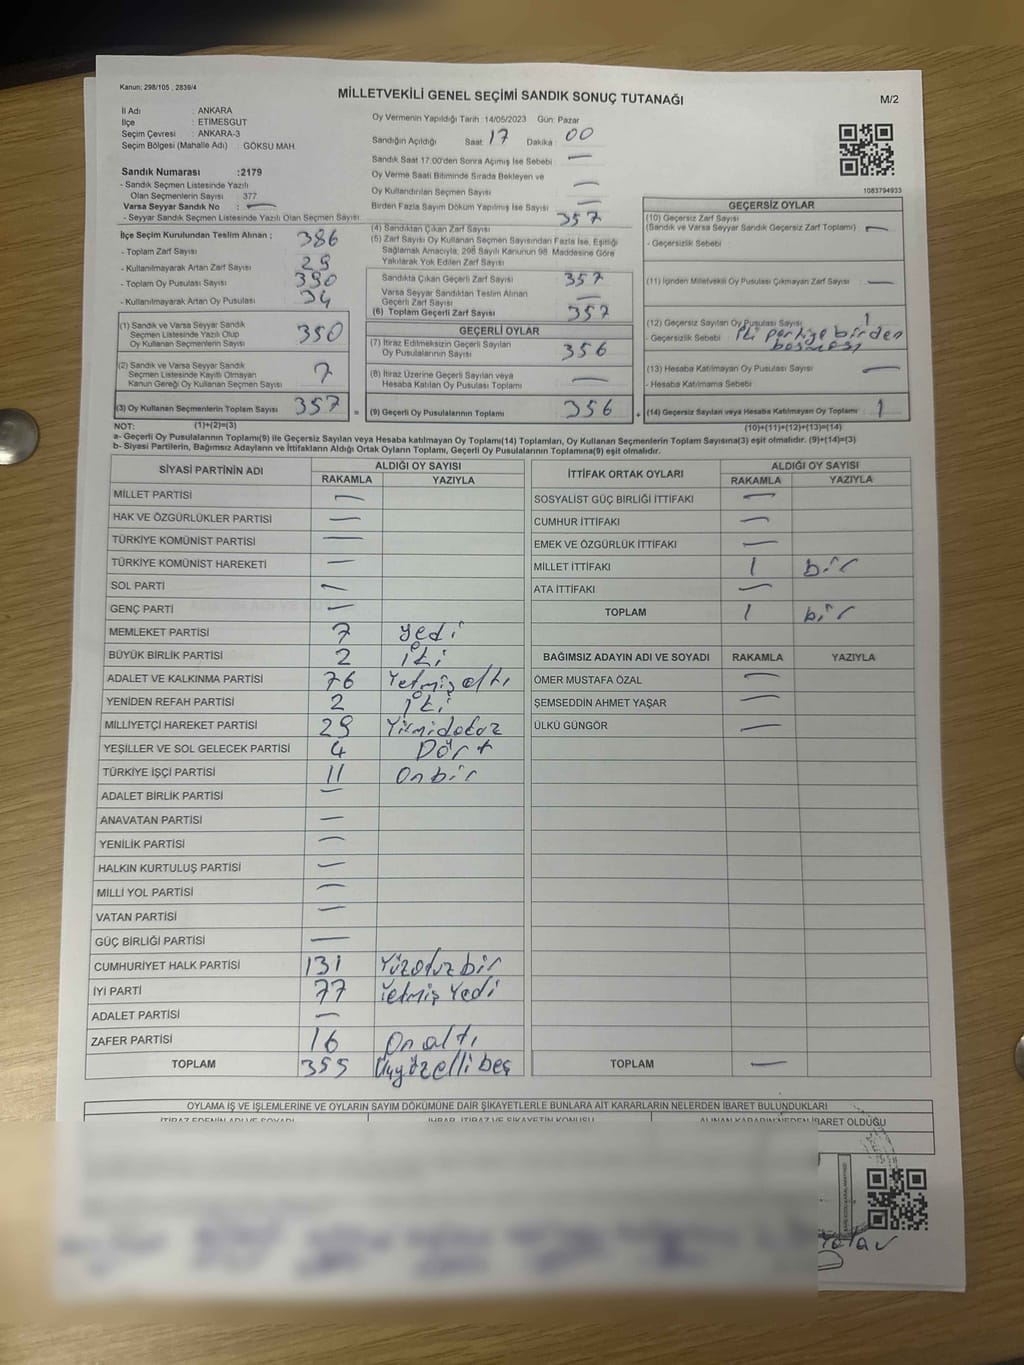 Kanun: 298/105 , 2839/4
MİLLETVEKİLİ GENEL SEÇİMİ SANDIK SONUÇ TUTANAĞI
M/2
İl Adı : ANKARA
İlçe : ETİMESGUT
Seçim Çevresi : ANKARA-3
Seçim Bölgesi (Mahalle Adı) : GÖKSU MAH.
Oy Vermenin Yapıldığı Tarih :14/05/2023 Gün: Pazar
Sandığın Açıldığı Saat: 17 Dakika: 00
Sandık Saat 17:00'den Sonra Açımış İse Sebebi : —
Oy Verme Saati Bitiminde Sırada Bekleyen ve
Oy Kullandırılan Seçmen Sayısı : —
Birden Fazla Sayım Döküm Yapılmış İse Sayısı : —
1083794933
Sandık Numarası :2179
- Sandık Seçmen Listesinde Yazılı
Olan Seçmenlerin Sayısı : 377
Varsa Seyyar Sandık No : —
- Seyyar Sandık Seçmen Listesinde Yazılı Olan Seçmen Sayısı:
İlçe Seçim Kurulundan Teslim Alınan ;
- Toplam Zarf Sayısı : 386
- Kullanılmayarak Artan Zarf Sayısı : 29
- Toplam Oy Pusulası Sayısı : 390
- Kullanılmayarak Artan Oy Pusulası : 34
(1) Sandık ve Varsa Seyyar Sandık
Seçmen Listesinde Yazılı Olup
Oy Kullanan Seçmenlerin Sayısı : 350
(2) Sandık ve Varsa Seyyar Sandık
Seçmen Listesinde Kayıtlı Olmayan
Kanun Gereği Oy Kullanan Seçmen Sayısı : 7
(3) Oy Kullanan Seçmenlerin Toplam Sayısı : 357 =
(4) Sandıktan Çıkan Zarf Sayısı : 357
(5) Zarf Sayısı Oy Kullanan Seçmen Sayısından Fazla İse, Eşitliği
Sağlamak Amacıyla, 298 Sayılı Kanunun 98. Maddesine Göre
Yakılarak Yok Edilen Zarf Sayısı :
Sandıkta Çıkan Geçerli Zarf Sayısı : 357
Varsa Seyyar Sandıktan Teslim Alınan
Geçerli Zarf Sayısı : —
(6) Toplam Geçerli Zarf Sayısı : 357
GEÇERLİ OYLAR
(7) İtiraz Edilmeksizin Geçerli Sayılan
Oy Pusulasının Sayısı : 356
(8) İtiraz Üzerine Geçerli Sayılan veya
Hesaba Katılan Oy Pusulası Toplamı : —
(9) Geçerli Oy Pusulalarının Toplamı : 356 +
GEÇERSİZ OYLAR
(10) Geçersiz Zarf Sayısı
(Sandık ve Varsa Seyyar Sandık Geçersiz Zarf Toplamı) : —
- Geçersizlik Sebebi :
(11) İçinden Milletvekili Oy Pusulası Çıkmayan Zarf Sayısı : —
(12) Geçersiz Sayılan Oy Pusulası Sayısı : 1
- Geçersizlik Sebebi : iki partiye birden
basması
(13) Hesaba Katılmayan Oy Pusulası Sayısı : —
- Hesaba Katılmama Sebebi :
(14) Geçersiz Sayılan veya Hesaba Katılmayan Oy Toplamı : 1
NOT: (1)+(2)=(3) (10)+(11)+(12)+(13)=(14)
a- Geçerli Oy Pusulalarının Toplamı(9) ile Geçersiz Sayılan veya Hesaba katılmayan Oy Toplamı(14) Toplamları, Oy Kullanan Seçmenlerin Toplam Sayısına(3) eşit olmalıdır. (9)+(14)=(3)
b- Siyasi Partilerin, Bağımsız Adayların ve İttifakların Aldığı Ortak Oyların Toplamı, Geçerli Oy Pusulalarının Toplamına(9) eşit olmalıdır.
SİYASİ PARTİNİN ADI ALDIĞI OY SAYISI
RAKAMLA YAZIYLA
MİLLET PARTİSİ —
HAK VE ÖZGÜRLÜKLER PARTİSİ —
TÜRKİYE KOMÜNİST PARTİSİ —
TÜRKİYE KOMÜNİST HAREKETİ —
SOL PARTİ —
GENÇ PARTİ —
MEMLEKET PARTİSİ 7 yedi
BÜYÜK BİRLİK PARTİSİ 2 iki
ADALET VE KALKINMA PARTİSİ 76 Yetmişaltı
YENİDEN REFAH PARTİSİ 2 iki
MİLLİYETÇİ HAREKET PARTİSİ 29 Yirmidokuz
YEŞİLLER VE SOL GELECEK PARTİSİ 4 Dört
TÜRKİYE İŞÇİ PARTİSİ 11 Onbir
ADALET BİRLİK PARTİSİ —
ANAVATAN PARTİSİ —
YENİLİK PARTİSİ —
HALKIN KURTULUŞ PARTİSİ —
MİLLİ YOL PARTİSİ —
VATAN PARTİSİ —
GÜÇ BİRLİĞİ PARTİSİ —
CUMHURİYET HALK PARTİSİ 131 Yüzotuzbir
İYİ PARTİ 77 Yetmiş Yedi
ADALET PARTİSİ —
ZAFER PARTİSİ 16 Onaltı
TOPLAM 355 Üçyüzellibeş
İTTİFAK ORTAK OYLARI ALDIĞI OY SAYISI
RAKAMLA YAZIYLA
SOSYALİST GÜÇ BİRLİĞİ İTTİFAKI —
CUMHUR İTTİFAKI —
EMEK VE ÖZGÜRLÜK İTTİFAKI —
MİLLET İTTİFAKI 1 bir
ATA İTTİFAKI —
TOPLAM 1 bir
BAĞIMSIZ ADAYIN ADI VE SOYADI RAKAMLA YAZIYLA
ÖMER MUSTAFA ÖZAL —
ŞEMSEDDİN AHMET YAŞAR —
ÜLKÜ GÜNGÖR —
TOPLAM —
OYLAMA İŞ VE İŞLEMLERİNE VE OYLARIN SAYIM DÖKÜMÜNE DAİR ŞİKAYETLERLE BUNLARA AİT KARARLARIN NELERDEN İBARET BULUNDUKLARI
İTİRAZ EDENİN ADI VE SOYADI İHBAR, İTİRAZ VE ŞİKAYETİN KONUSU ALINAN KARARIN NEDEN İBARET OLDUĞU